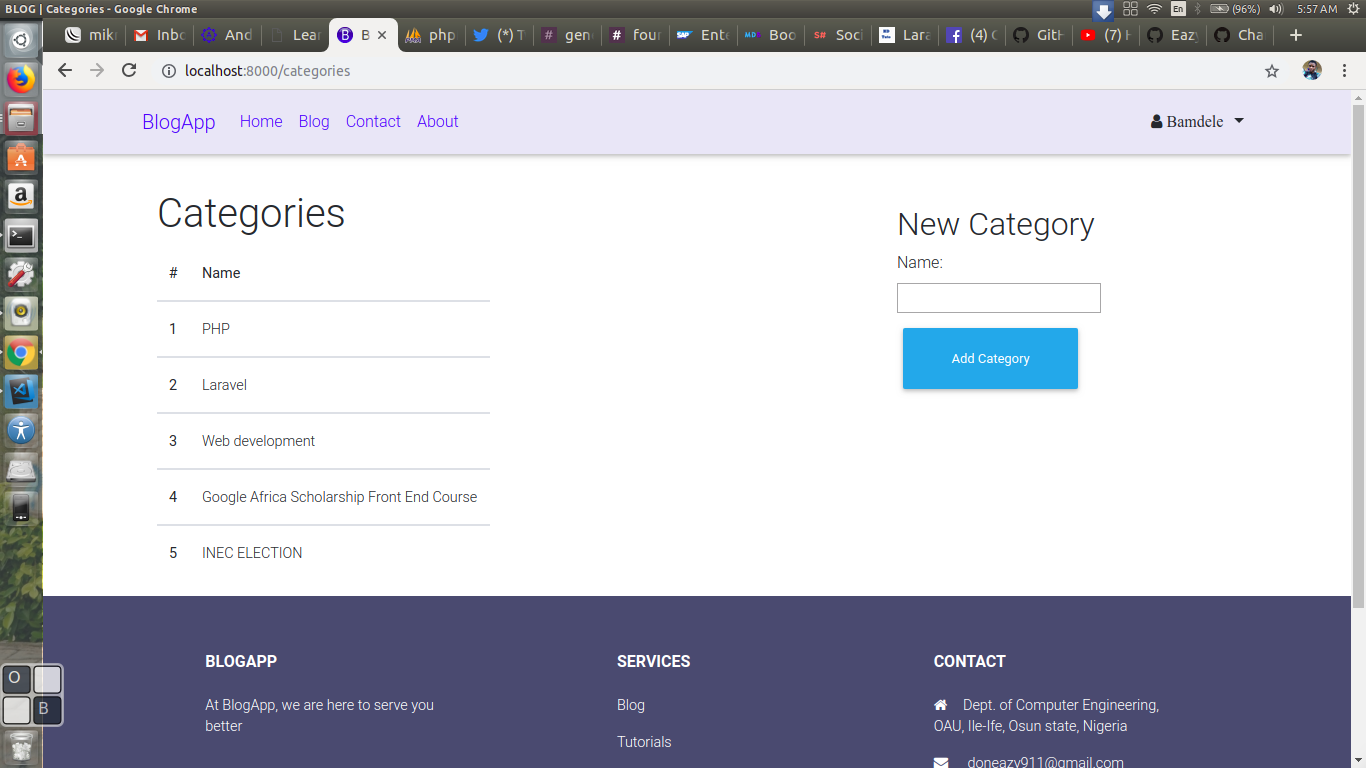 BLOG | Categories - Google Chrome
En
(96%)
5:57 AM
mikr
Inbo
And
Lear
B
php
(*) T
gen
four
Ente
Boo
Soci
Lara
(4) C
GitH
(7) H
Eazy
Cha
localhost:8000/categories
BlogApp Home Blog Contact About
Bamdele
Categories
# Name
1 PHP
2 Laravel
3 Web development
4 Google Africa Scholarship Front End Course
5 INEC ELECTION
New Category
Name:
Add Category
BLOGAPP
At BlogApp, we are here to serve you
better
SERVICES
Blog
Tutorials
CONTACT
Dept. of Computer Engineering,
OAU, Ile-Ife, Osun state, Nigeria
doneazy911@gmail.com
O
B